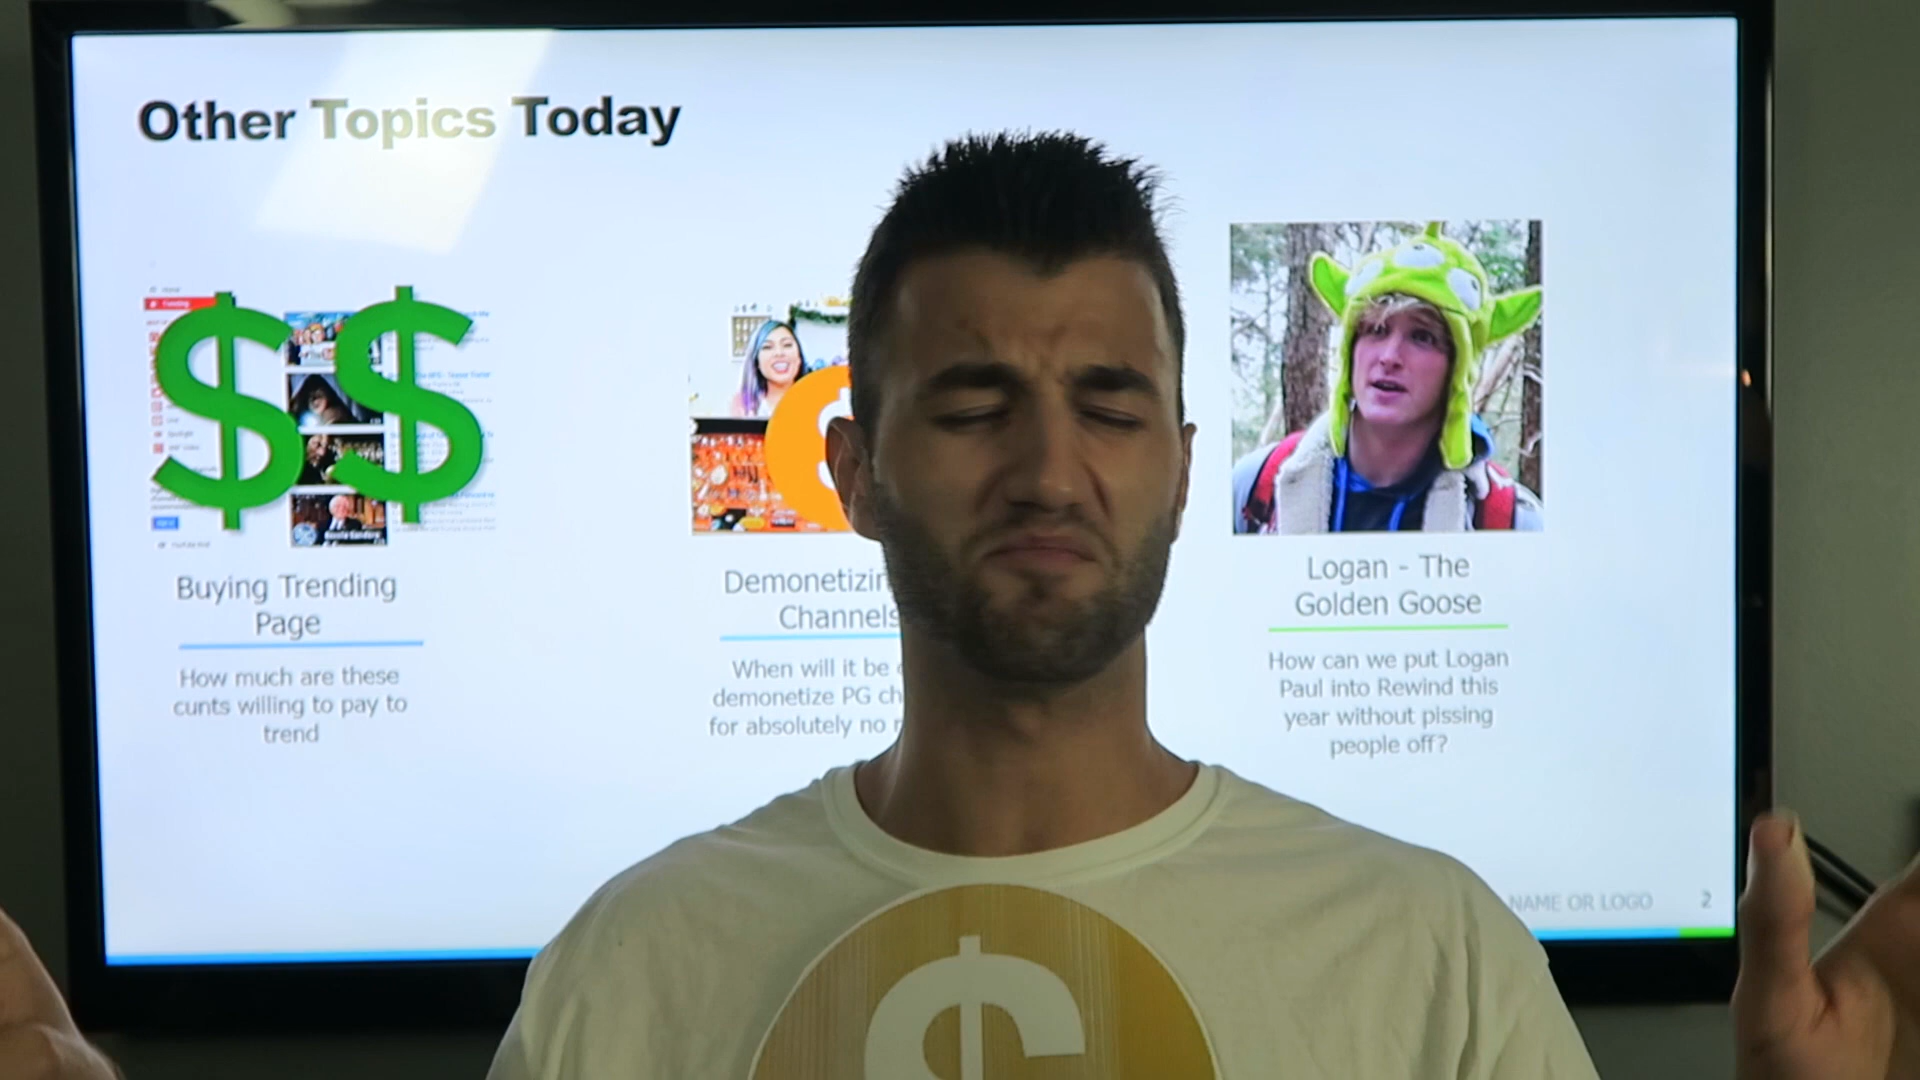 Other Topics Today
Trending
Buying Trending
Page
How much are these
cunts willing to pay to
trend
Channels
When will it be
demonetize PG
for absolutely no
Logan - The
Golden Goose
How can we put Logan
Paul into Rewind this
year without pissing
people off?
NAME OR LOGO 2
$